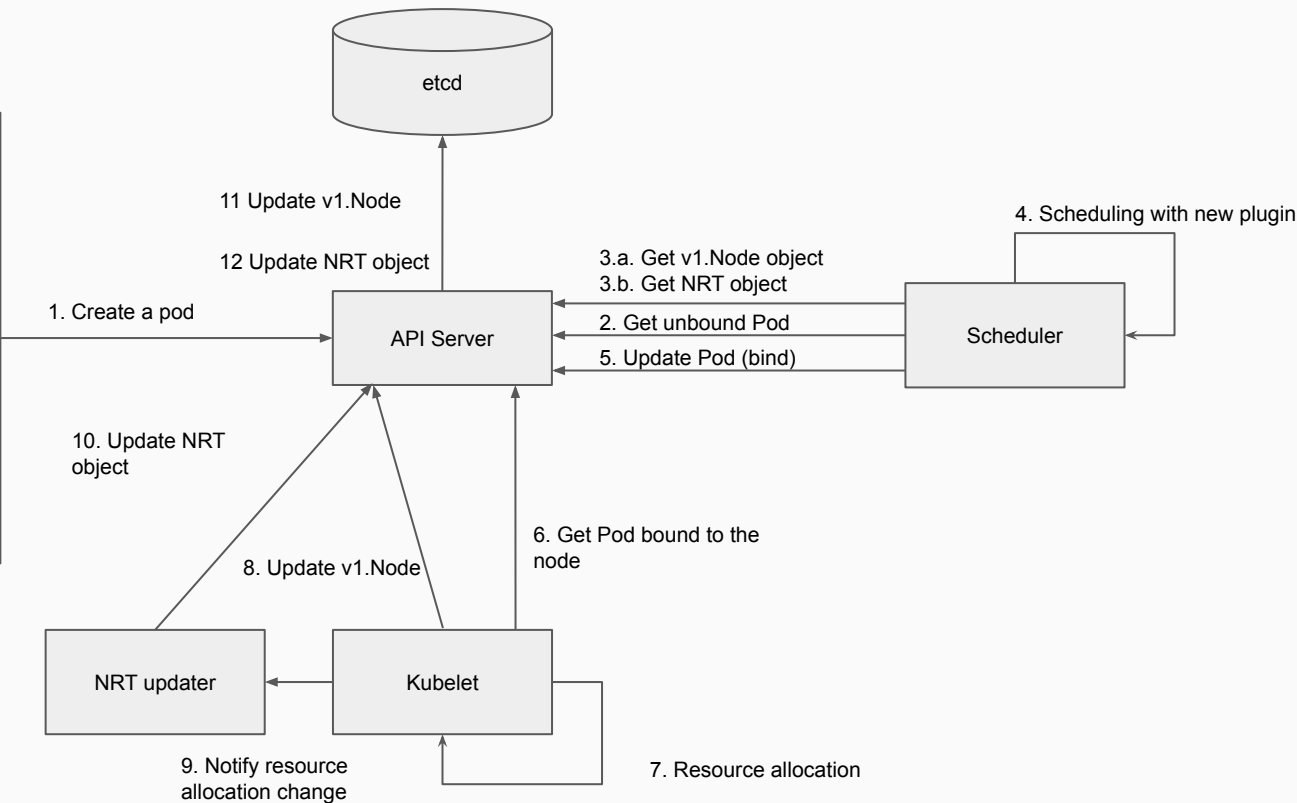 etcd
11 Update v1.Node
12 Update NRT object
4. Scheduling with new plugin
3.a. Get v1.Node object
3.b. Get NRT object
1. Create a pod
2. Get unbound Pod
API Server
Scheduler
5. Update Pod (bind)
10. Update NRT
object
6. Get Pod bound to the
node
8. Update v1.Node
NRT updater
Kubelet
9. Notify resource
allocation change
7. Resource allocation